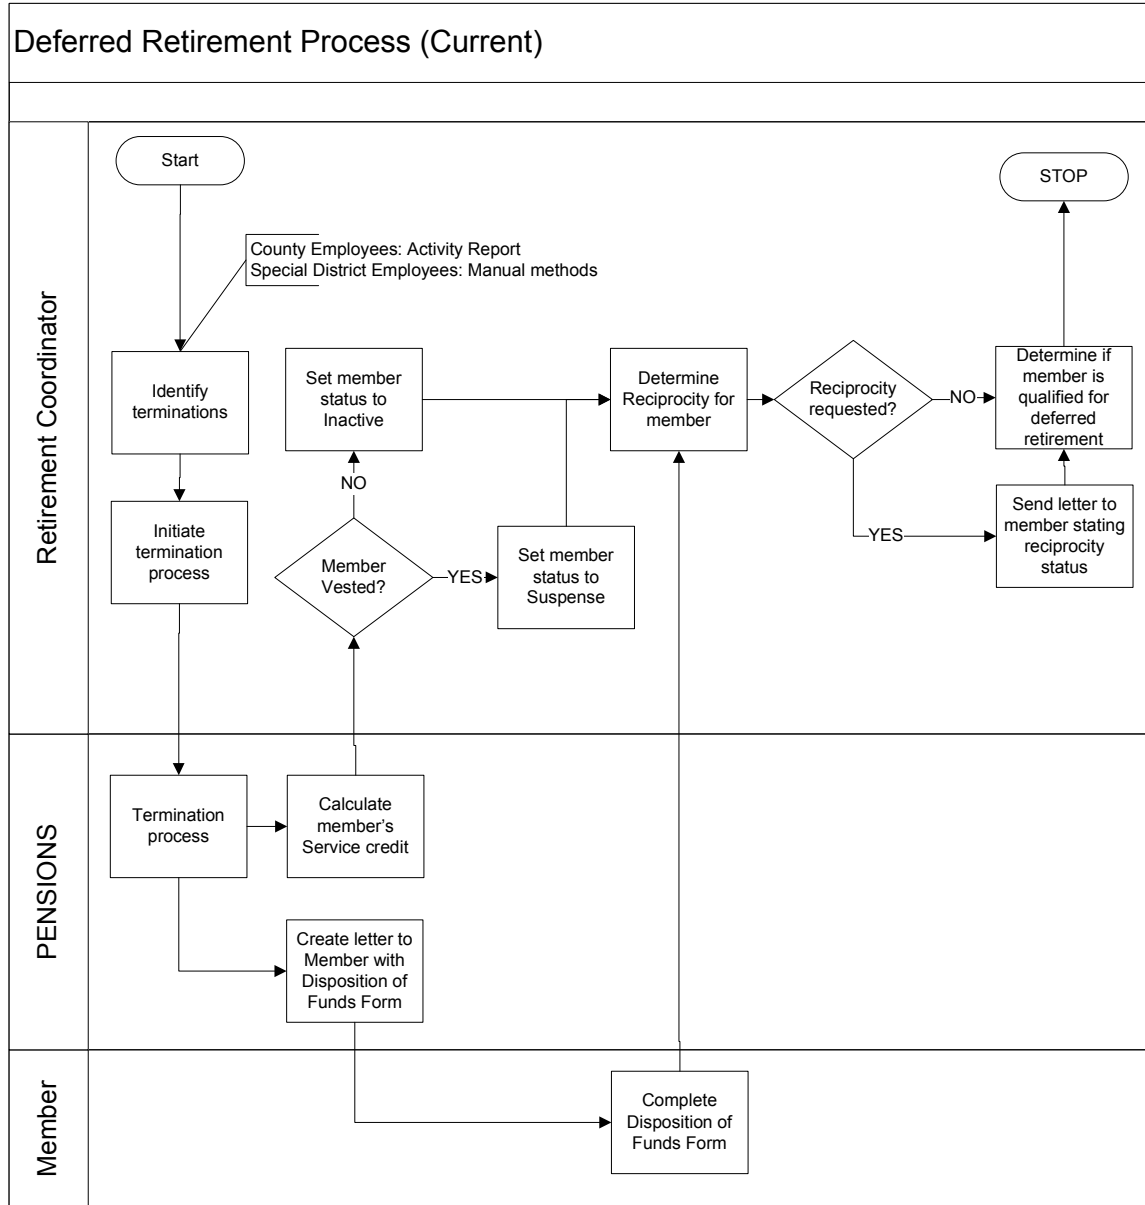 Deferred Retirement Process (Current)
Retirement Coordinator
Start
STOP
County Employees: Activity Report
Special District Employees: Manual methods
Identify
terminations
Set member
status to
Inactive
Determine
Reciprocity for
member
Reciprocity
requested?
NO
Determine if
member is
qualified for
deferred
retirement
NO
Initiate
termination
process
Member
Vested?
YES
Set member
status to
Suspense
YES
Send letter to
member stating
reciprocity
status
PENSIONS
Termination
process
Calculate
member’s
Service credit
Create letter to
Member with
Disposition of
Funds Form
Member
Complete
Disposition of
Funds Form